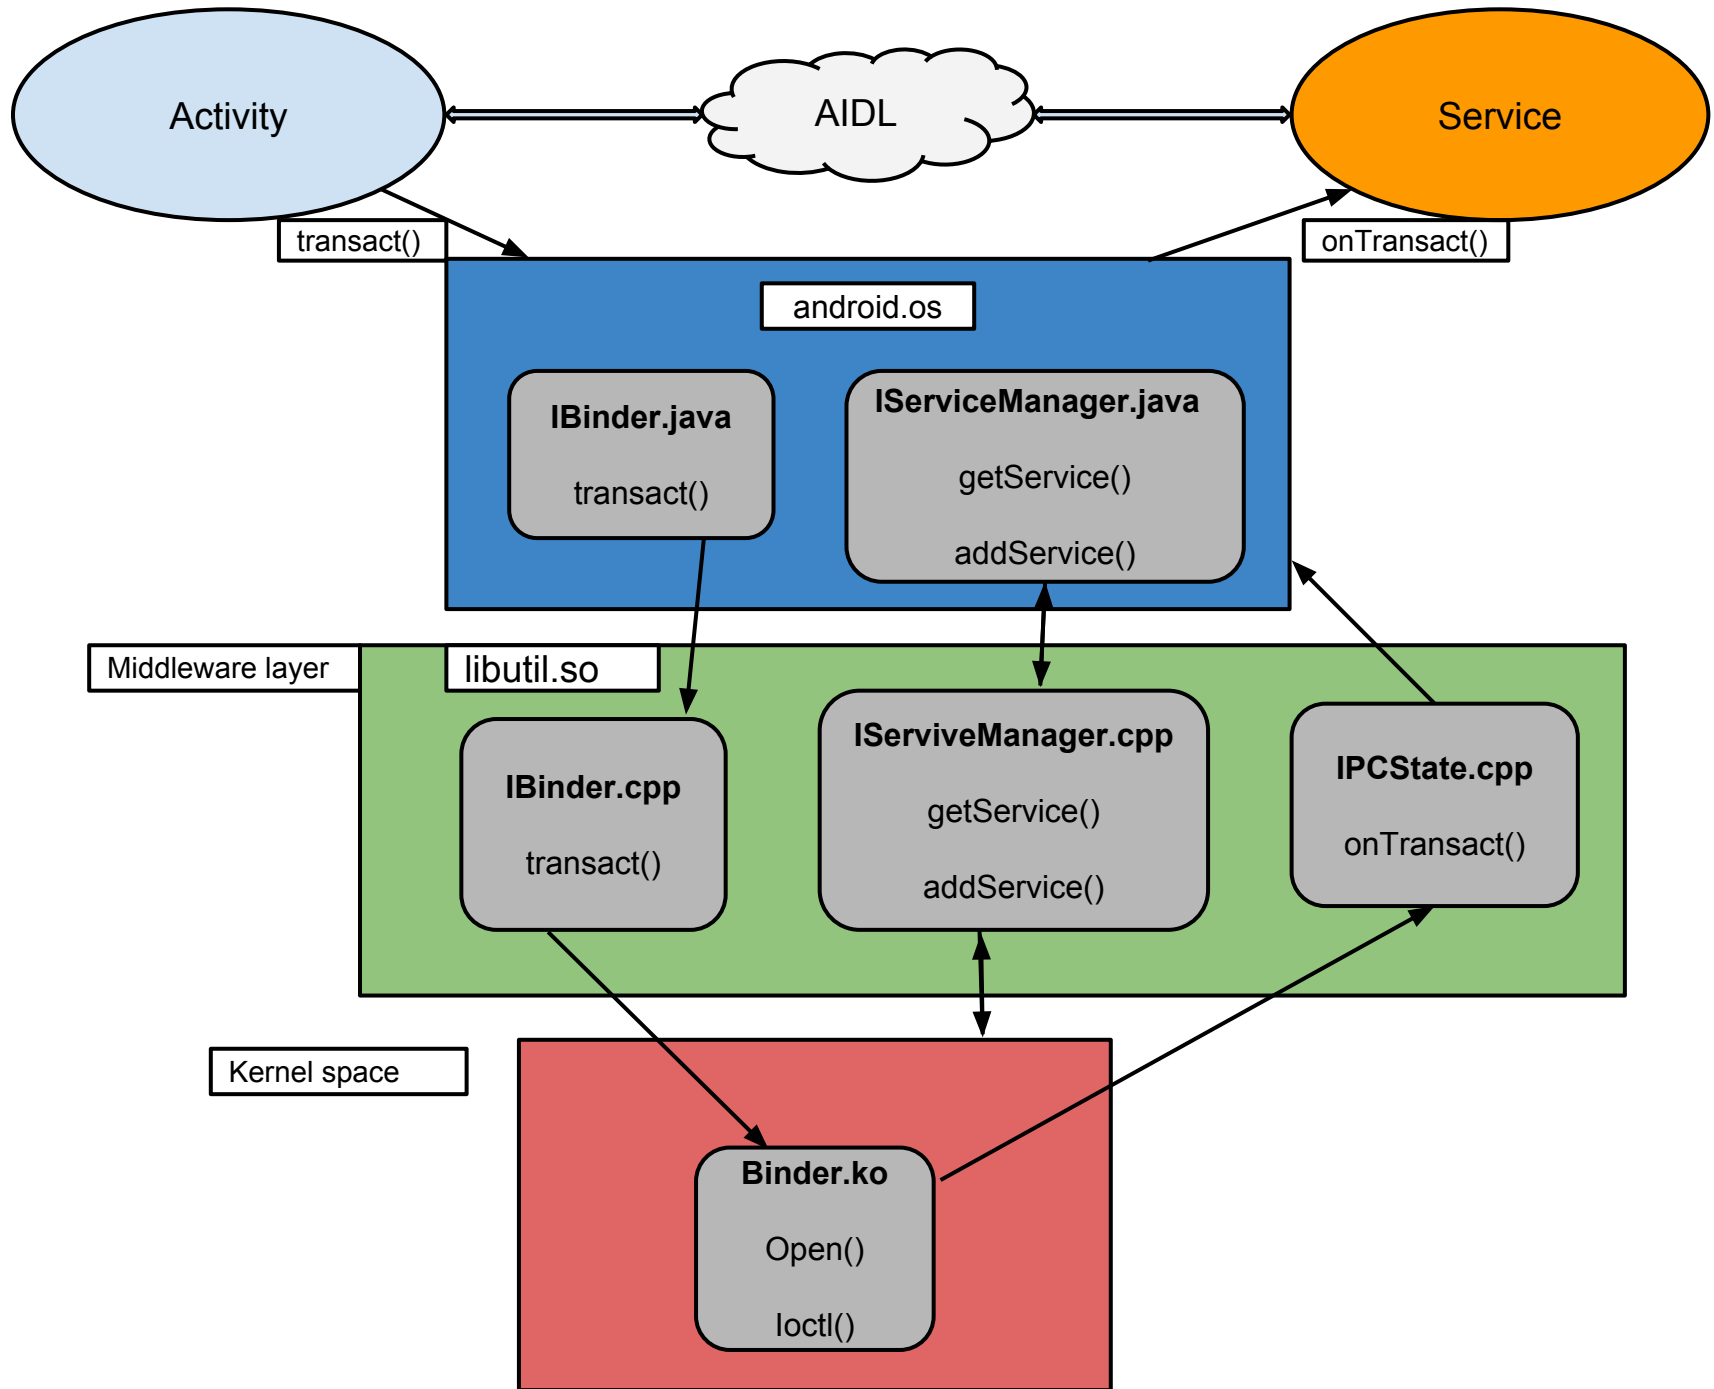 Activity
AIDL
Service
transact()
onTransact()
android.os
IBinder.java
transact()
IServiceManager.java
getService()
addService()
Middleware layer
libutil.so
IBinder.cpp
transact()
IServiveManager.cpp
getService()
addService()
IPCState.cpp
onTransact()
Kernel space
Binder.ko
Open()
Ioctl()